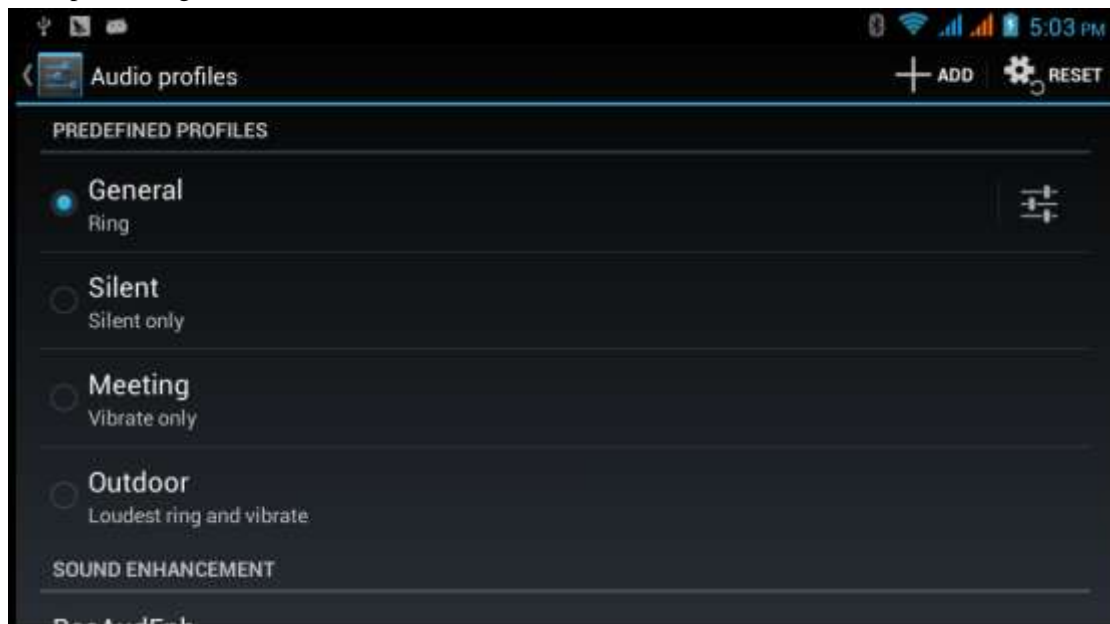 5:03 PM
Audio profiles
ADD
RESET
PREDEFINED PROFILES
General
Ring
Silent
Silent only
Meeting
Vibrate only
Outdoor
Loudest ring and vibrate
SOUND ENHANCEMENT